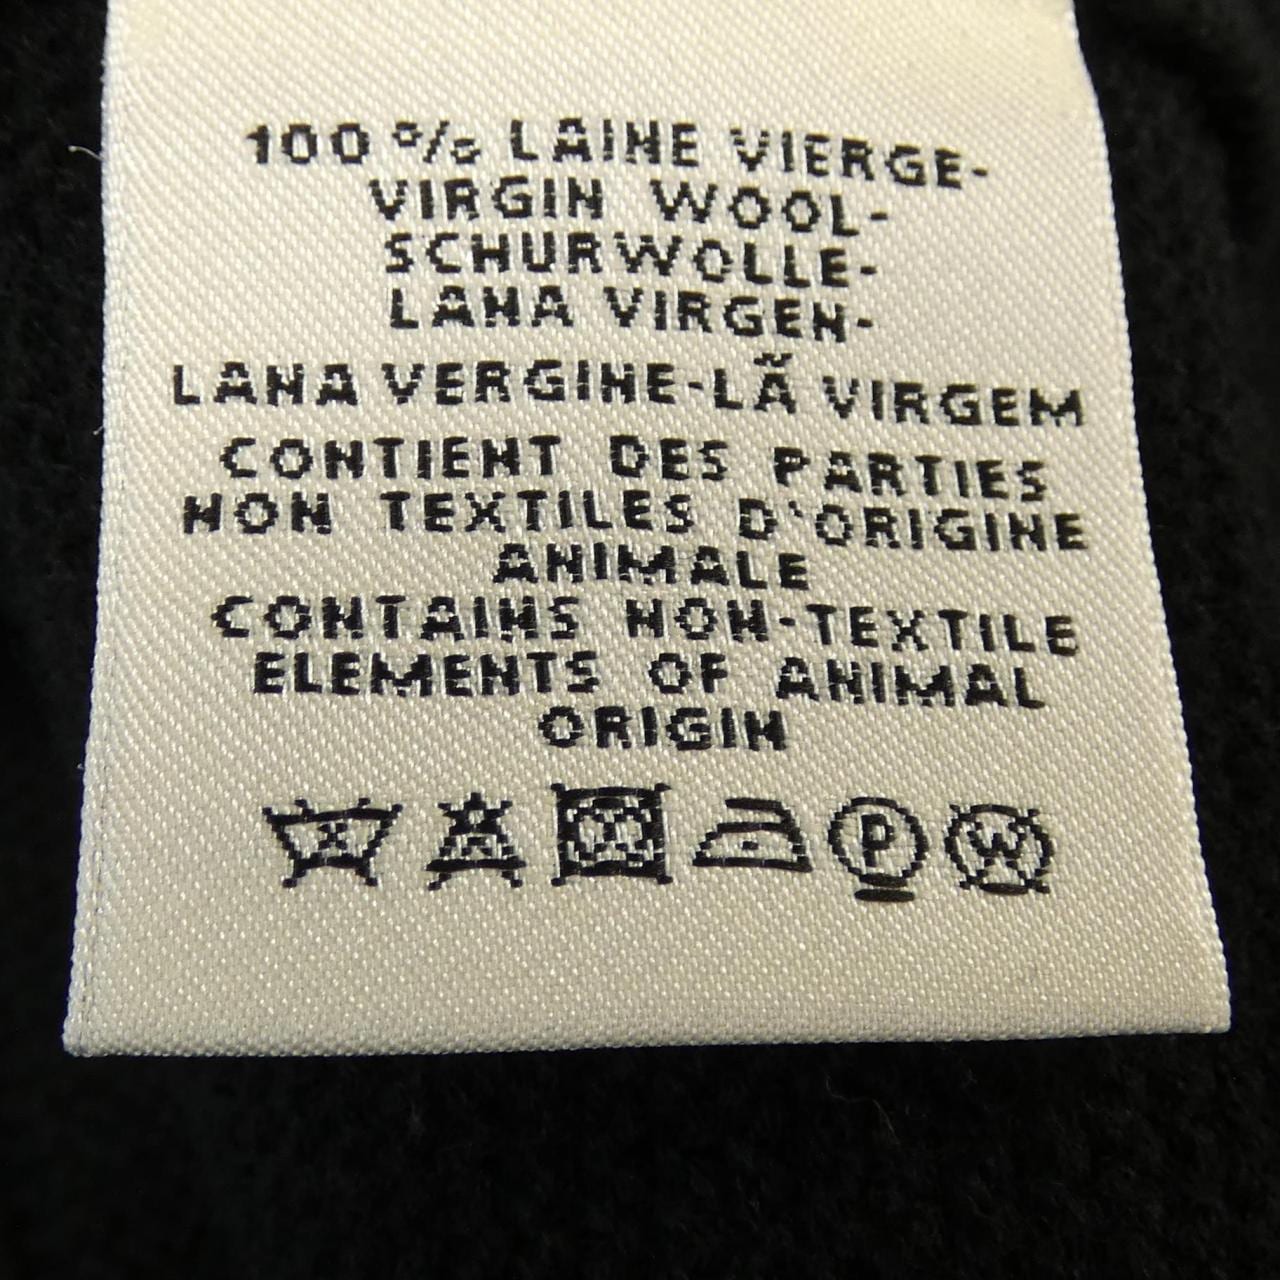 100% LAINE VIERGE-
VIRGIN WOOL-
SCHURWOLLE-
LANA VIRGEN-
LANA VERGINE-LÃ VIRGEM
CONTIENT DES PARTIES
NON TEXTILES D'ORIGINE
ANIMALE
CONTAINS NON-TEXTILE
ELEMENTS OF ANIMAL
ORIGIN
P W